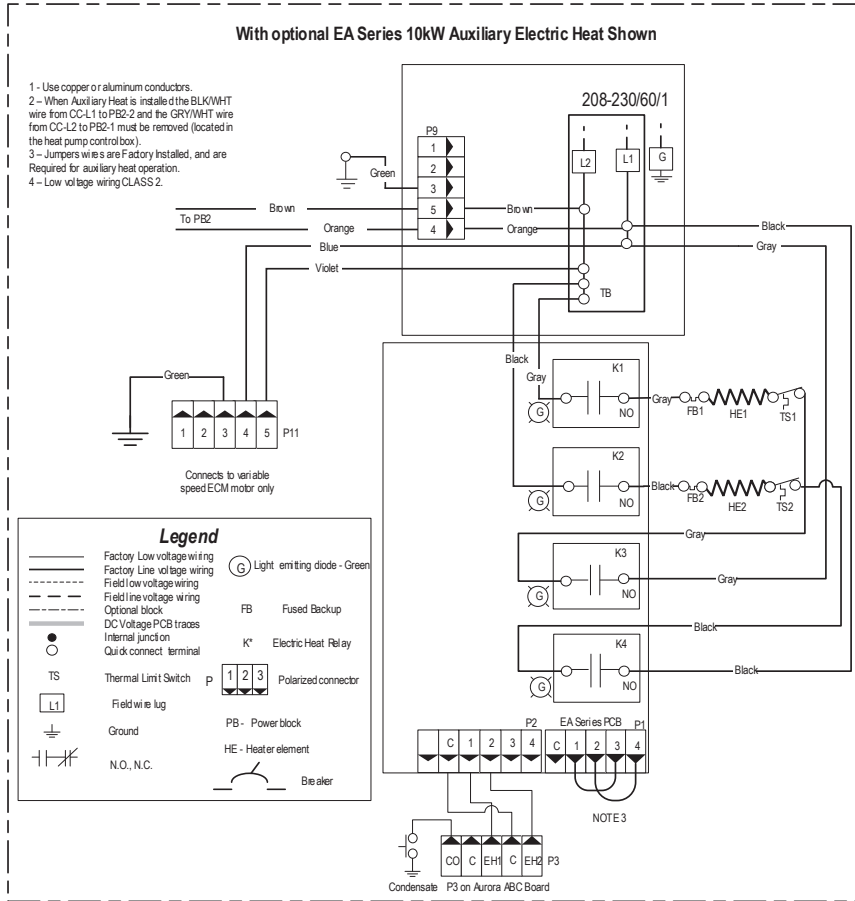 With optional EA Series 10kW Auxiliary Electric Heat Shown
1 - Use copper or aluminum conductors.
2 – When Auxiliary Heat is installed the BLK/WHT
wire from CC-L1 to PB2-2 and the GRY/WHT wire
from CC-L2 to PB2-1 must be removed (located in
the heat pump control box).
3 – Jumpers wires are Factory Installed, and are
Required for auxiliary heat operation.
4 – Low voltage wiring CLASS 2.
208-230/60/1
P9
1
2
3
5
4
Green
L2
L1
G
To PB2
Brown
Brown
Orange
Orange
Black
Blue
Gray
Violet
TB
Black
Gray
Green
1 2 3 4 5 P11
Connects to variable
speed ECM motor only
K1
G
NO
Gray
FB1
HE1
TS1
K2
G
NO
Black
FB2
HE2
TS2
Gray
K3
G
NO
Gray
Black
K4
G
NO
Black
Legend
Factory Low voltage wiring
Factory Line voltage wiring
Field low voltage wiring
Field line voltage wiring
Optional block
DC Voltage PCB traces
Internal junction
Quick connect terminal
TS Thermal Limit Switch
L1 Field wire lug
Ground
N.O., N.C.
G Light emitting diode - Green
FB Fused Backup
K* Electric Heat Relay
P 1 2 3 Polarized connector
PB - Power block
HE - Heater element
Breaker
P2
C 1 2 3 4
EA Series PCB P1
C 1 2 3 4
NOTE 3
CO C EH1 C EH2 P3
Condensate P3 on Aurora ABC Board